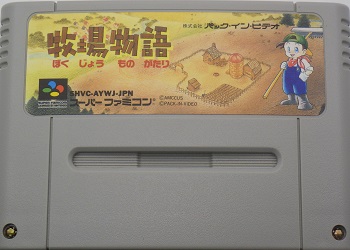 株式会社 パック・イン・ビデオ
牧場物語
ぼく じょう もの がたり
SHVC-AYWJ-JPN
スーパーファミコン
©AMCCUS
©PACK-IN-VIDEO